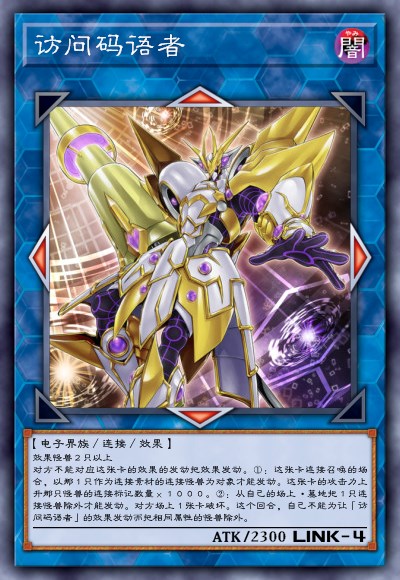 访问码语者
やみ
闇
【电子界族／连接／效果】
效果怪兽２只以上
对方不能对应这张卡的效果的发动把效果发动。①：这张卡连接召唤的场
合，以那１只作为连接素材的连接怪兽为对象才能发动。这张卡的攻击力上
升那只怪兽的连接标记数量×１０００。②：从自己的场上・墓地把１只连
接怪兽除外才能发动。对方场上１张卡破坏。这个回合，自己不能为让「访
问码语者」的效果发动而把相同属性的怪兽除外。
ATK/2300 LINK-4